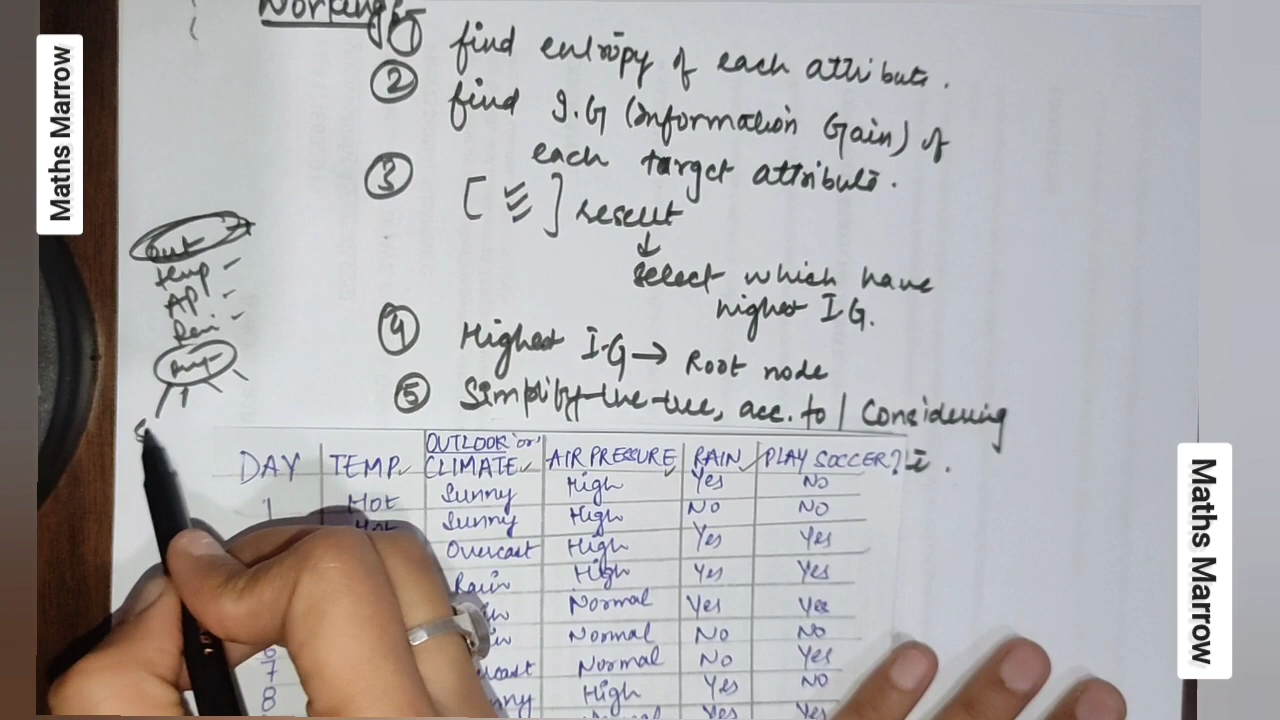 Maths Marrow
Working:
① find entropy of each attribute.
② find I.G (Information Gain) of
each target attribute.
③ [ ] result
↓
select which have
highest I G.
④ Highest I-G → Root node
⑤ Simplify the tree, acc. to / Considering
I.
Out
Temp -
AP -
Rain -
DAY TEMP. OUTLOOK 'or' CLIMATE AIR PRESSURE RAIN PLAY SOCCER?
1 HOT Sunny High Yes NO
Hot Sunny High NO NO
Overcast High Yes Yes
Rain High Yes Yes
Normal Yes Yes
6 Normal NO NO
7 Normal NO Yes
8 High Yes NO
Yes Yes
Maths Marrow